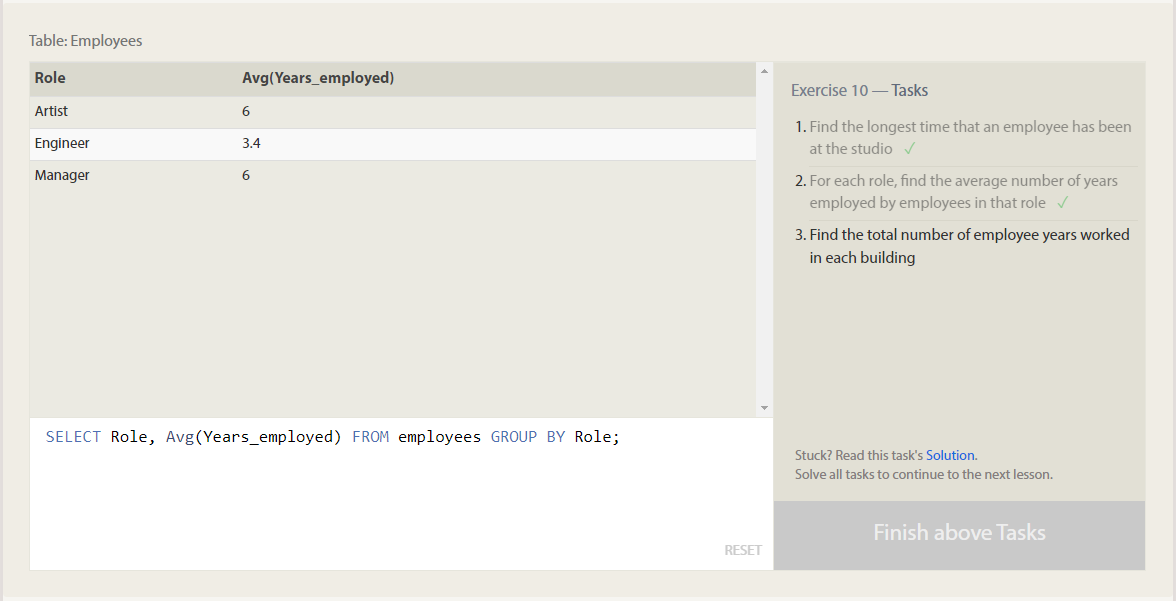 Table: Employees
Role Avg(Years_employed)
Artist 6
Engineer 3.4
Manager 6
SELECT Role, Avg(Years_employed) FROM employees GROUP BY Role;
RESET
Exercise 10 — Tasks
1. Find the longest time that an employee has been
at the studio ✓
2. For each role, find the average number of years
employed by employees in that role ✓
3. Find the total number of employee years worked
in each building
Stuck? Read this task's Solution.
Solve all tasks to continue to the next lesson.
Finish above Tasks